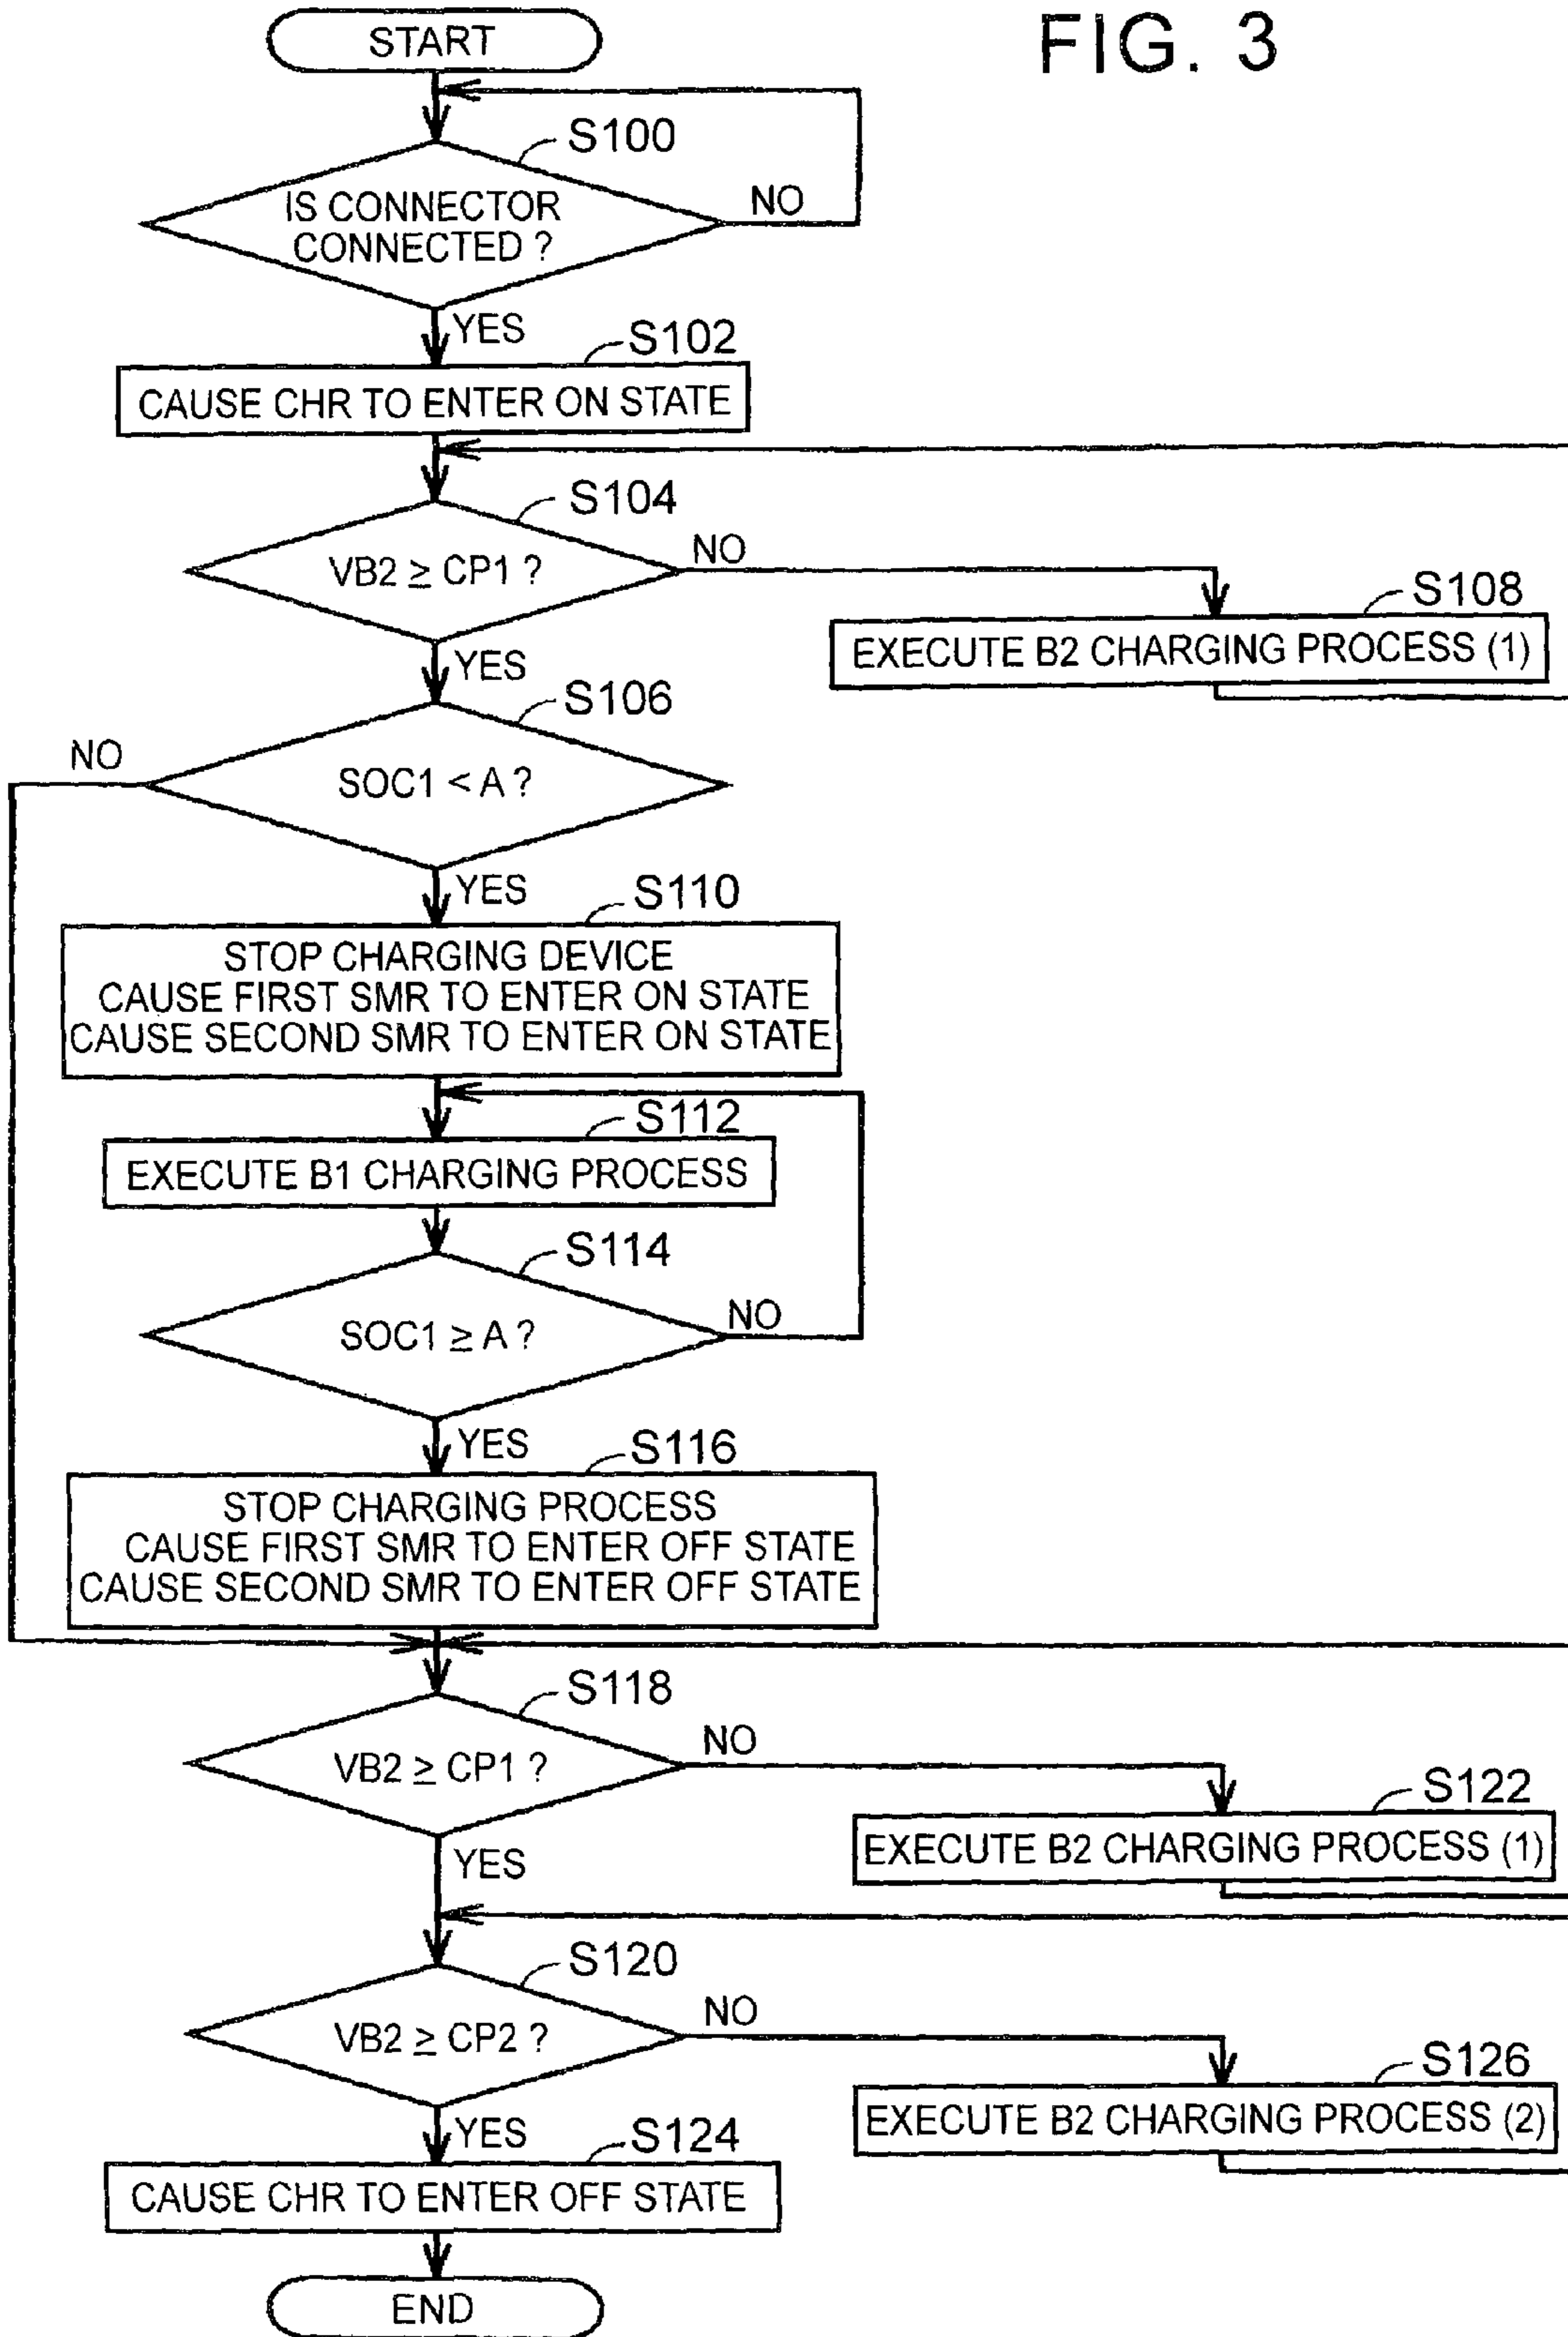 FIG. 3
START
S100
IS CONNECTOR
CONNECTED ?
NO
YES
S102
CAUSE CHR TO ENTER ON STATE
S104
VB2 ≥ CP1 ?
NO
S108
EXECUTE B2 CHARGING PROCESS (1)
YES
S106
NO
SOC1 < A ?
YES
S110
STOP CHARGING DEVICE
CAUSE FIRST SMR TO ENTER ON STATE
CAUSE SECOND SMR TO ENTER ON STATE
S112
EXECUTE B1 CHARGING PROCESS
S114
SOC1 ≥ A ?
NO
YES
S116
STOP CHARGING PROCESS
CAUSE FIRST SMR TO ENTER OFF STATE
CAUSE SECOND SMR TO ENTER OFF STATE
S118
VB2 ≥ CP1 ?
NO
S122
EXECUTE B2 CHARGING PROCESS (1)
YES
S120
VB2 ≥ CP2 ?
NO
S126
EXECUTE B2 CHARGING PROCESS (2)
YES
S124
CAUSE CHR TO ENTER OFF STATE
END